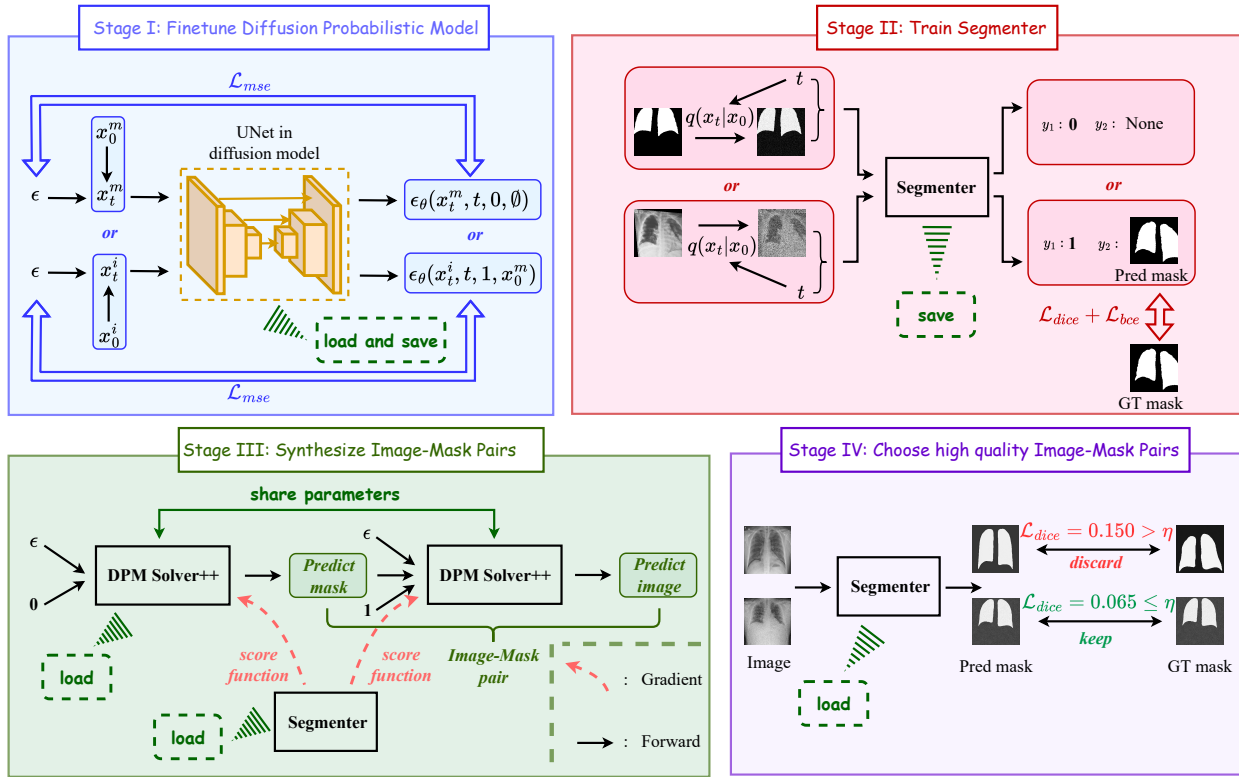 Stage I: Finetune Diffusion Probabilistic Model
ℒ_mse
x_0^m
UNet in
diffusion model
ϵ
x_t^m
ϵ_θ(x_t^m, t, 0, ∅)
or
or
ϵ
x_t^i
ϵ_θ(x_t^i, t, 1, x_0^m)
x_0^i
load and save
ℒ_mse
Stage II: Train Segmenter
t
q(x_t|x_0)
y_1 : 0 y_2 : None
or
Segmenter
or
q(x_t|x_0)
t
y_1 : 1 y_2 :
Pred mask
save
ℒ_dice + ℒ_bce
GT mask
Stage III: Synthesize Image-Mask Pairs
share parameters
ϵ
ϵ
DPM Solver++
Predict
mask
DPM Solver++
Predict
image
0
1
score
function
score
function
Image-Mask
pair
load
load
Segmenter
: Gradient
: Forward
Stage IV: Choose high quality Image-Mask Pairs
ℒ_dice = 0.150 > η
discard
Segmenter
ℒ_dice = 0.065 ≤ η
keep
Image
Pred mask
GT mask
load